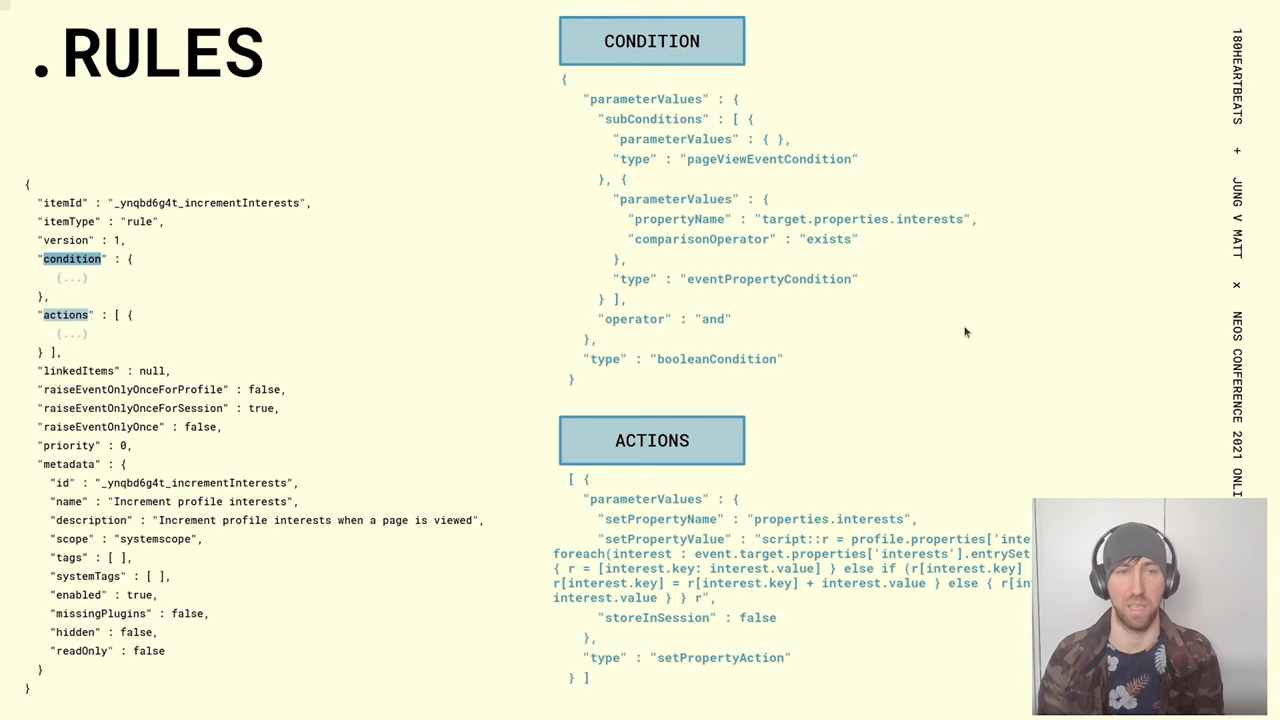 .RULES
{
"itemId" : "_ynqbd6g4t_incrementInterests",
"itemType" : "rule",
"version" : 1,
"condition" : {
(...)
},
"actions" : [ {
(...)
} ],
"linkedItems" : null,
"raiseEventOnlyOnceForProfile" : false,
"raiseEventOnlyOnceForSession" : true,
"raiseEventOnlyOnce" : false,
"priority" : 0,
"metadata" : {
"id" : "_ynqbd6g4t_incrementInterests",
"name" : "Increment profile interests",
"description" : "Increment profile interests when a page is viewed",
"scope" : "systemscope",
"tags" : [ ],
"systemTags" : [ ],
"enabled" : true,
"missingPlugins" : false,
"hidden" : false,
"readOnly" : false
}
}
CONDITION
{
"parameterValues" : {
"subConditions" : [ {
"parameterValues" : { },
"type" : "pageViewEventCondition"
}, {
"parameterValues" : {
"propertyName" : "target.properties.interests",
"comparisonOperator" : "exists"
},
"type" : "eventPropertyCondition"
} ],
"operator" : "and"
},
"type" : "booleanCondition"
}
ACTIONS
[ {
"parameterValues" : {
"setPropertyName" : "properties.interests",
"setPropertyValue" : "script::r = profile.properties['inte
foreach(interest : event.target.properties['interests'].entrySet
{ r = [interest.key: interest.value] } else if (r[interest.key]
r[interest.key] = r[interest.key] + interest.value } else { r[in
interest.value } } r",
"storeInSession" : false
},
"type" : "setPropertyAction"
} ]
180HEARTBEATS + JUNG V MATT x NEOS CONFERENCE 2021 ONLI